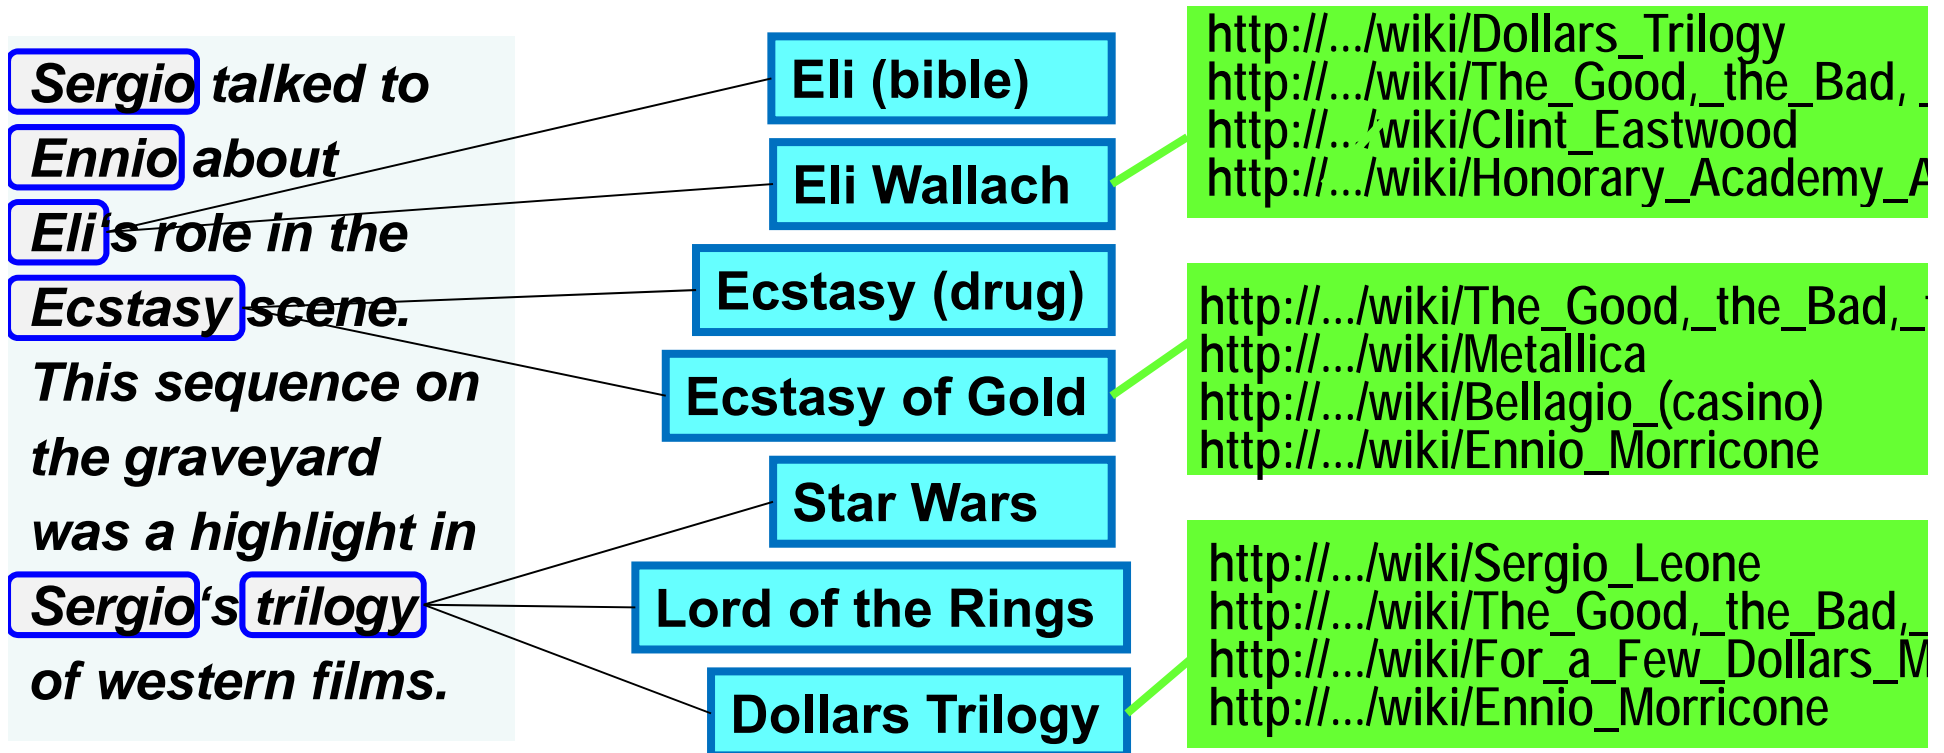 Sergio talked to
Ennio about
Eli‘s role in the
Ecstasy scene.
This sequence on
the graveyard
was a highlight in
Sergio‘s trilogy
of western films.
Eli (bible)
Eli Wallach
Ecstasy (drug)
Ecstasy of Gold
Star Wars
Lord of the Rings
Dollars Trilogy
http://.../wiki/Dollars_Trilogy
http://.../wiki/The_Good,_the_Bad, _
http://.../wiki/Clint_Eastwood
http://.../wiki/Honorary_Academy_A
http://.../wiki/The_Good,_the_Bad,_
http://.../wiki/Metallica
http://.../wiki/Bellagio_(casino)
http://.../wiki/Ennio_Morricone
http://.../wiki/Sergio_Leone
http://.../wiki/The_Good,_the_Bad,_
http://.../wiki/For_a_Few_Dollars_M
http://.../wiki/Ennio_Morricone